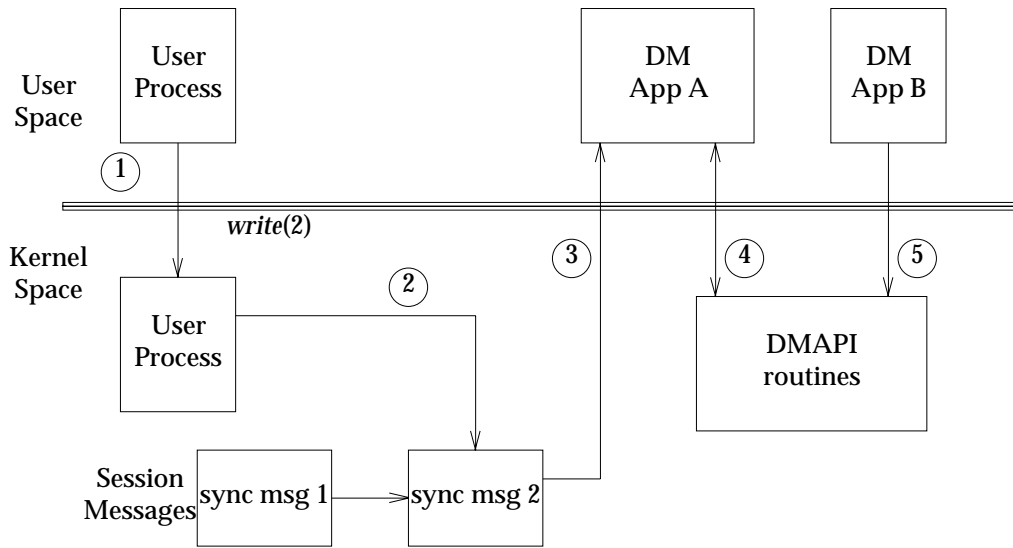 User
Process
DM
App A
DM
App B
User
Space
1
write(2)
Kernel
Space
2
3
4
5
User
Process
DMAPI
routines
Session
Messages
sync msg 1
sync msg 2